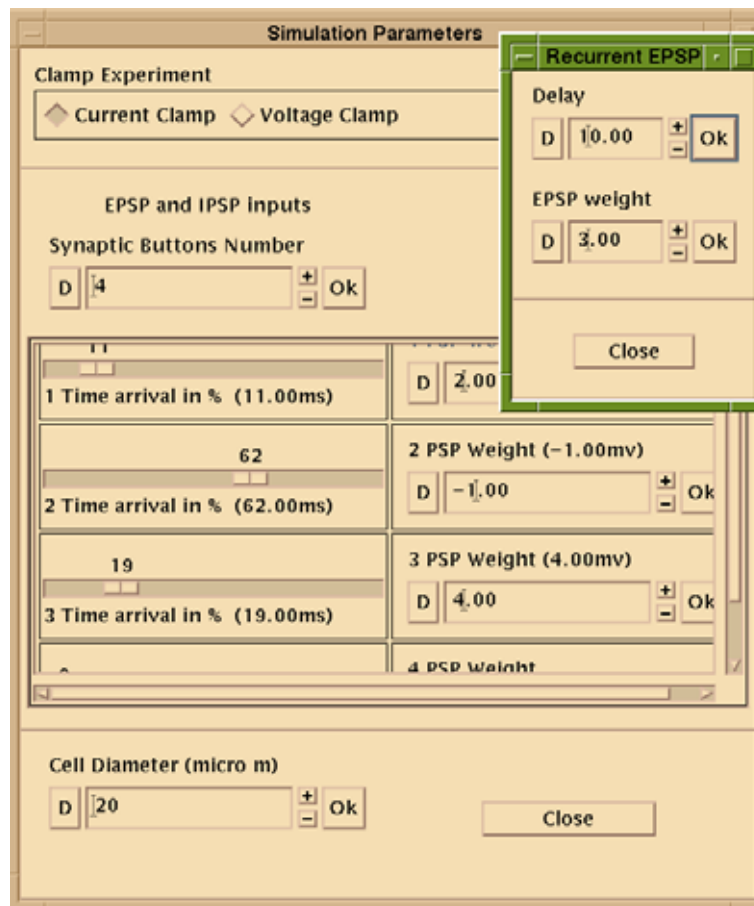 Simulation Parameters
Recurrent EPSP
Clamp Experiment
Current Clamp Voltage Clamp
Delay
D 10.00 + - Ok
EPSP weight
D 3.00 + - Ok
Close
EPSP and IPSP inputs
Synaptic Buttons Number
D 4 + - Ok
11
1 Time arrival in % (11.00ms)
D 2.00
62
2 Time arrival in % (62.00ms)
2 PSP Weight (-1.00mv)
D -1.00 + - Ok
19
3 Time arrival in % (19.00ms)
3 PSP Weight (4.00mv)
D 4.00 + - Ok
4 PSP Weight
Cell Diameter (micro m)
D 20 + - Ok
Close